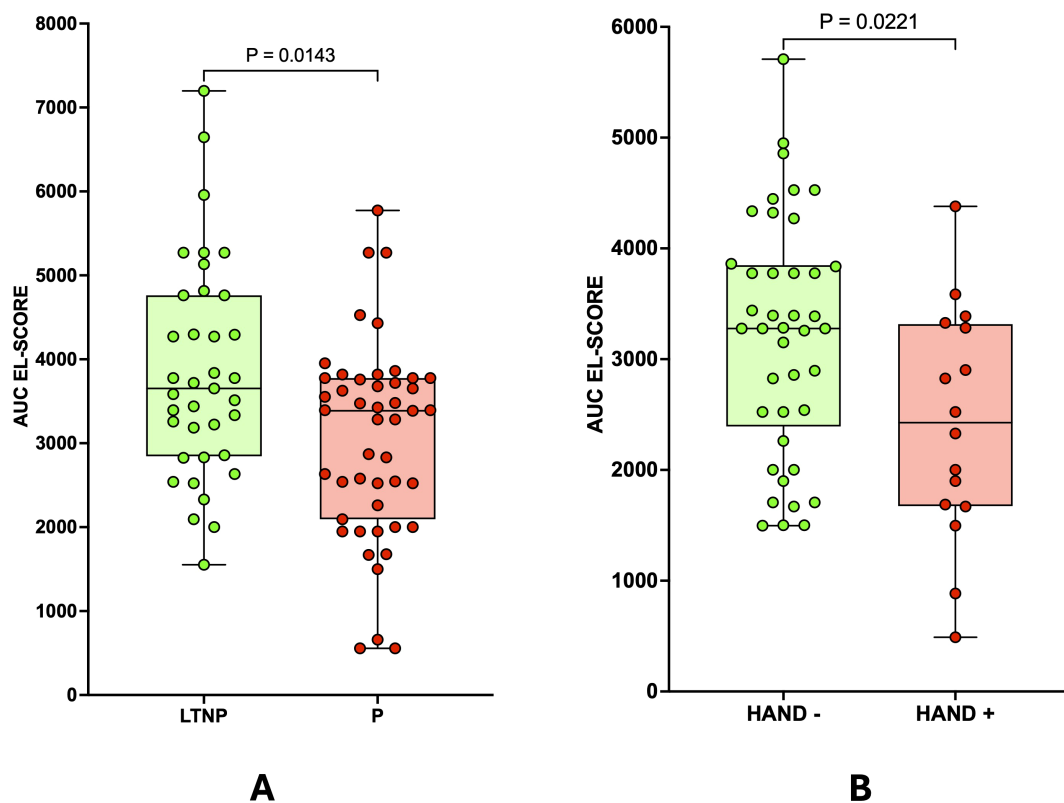 8000
7000
6000
5000
4000
3000
2000
1000
0
AUC EL-SCORE
P = 0.0143
LTNP
P
A
6000
5000
4000
3000
2000
1000
0
AUC EL-SCORE
P = 0.0221
HAND -
HAND +
B